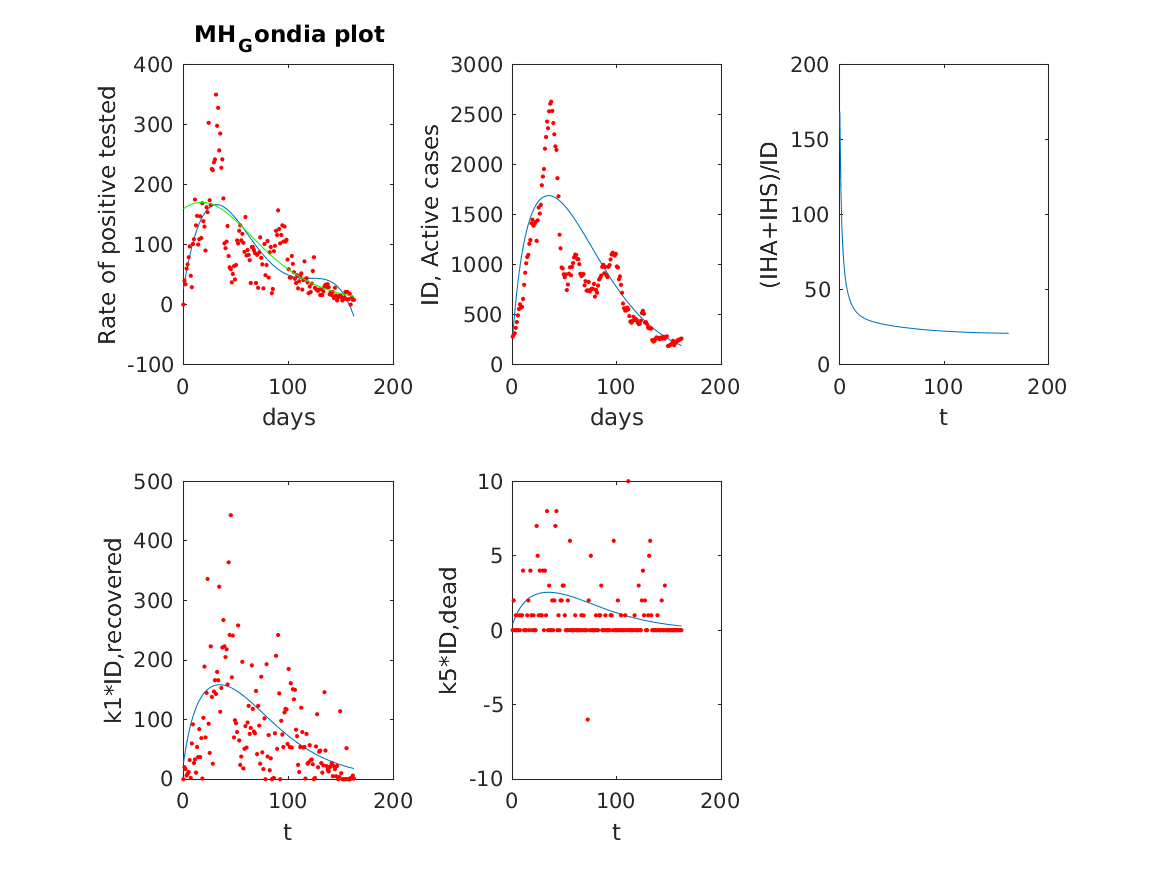 MH_Gondia plot
400
300
200
100
0
-100
0 100 200
days
Rate of positive tested
3000
2500
2000
1500
1000
500
0
0 100 200
days
ID, Active cases
200
150
100
50
0
0 100 200
t
(IHA+IHS)/ID
500
400
300
200
100
0
0 100 200
t
k1*ID,recovered
10
5
0
-5
-10
0 100 200
t
k5*ID,dead